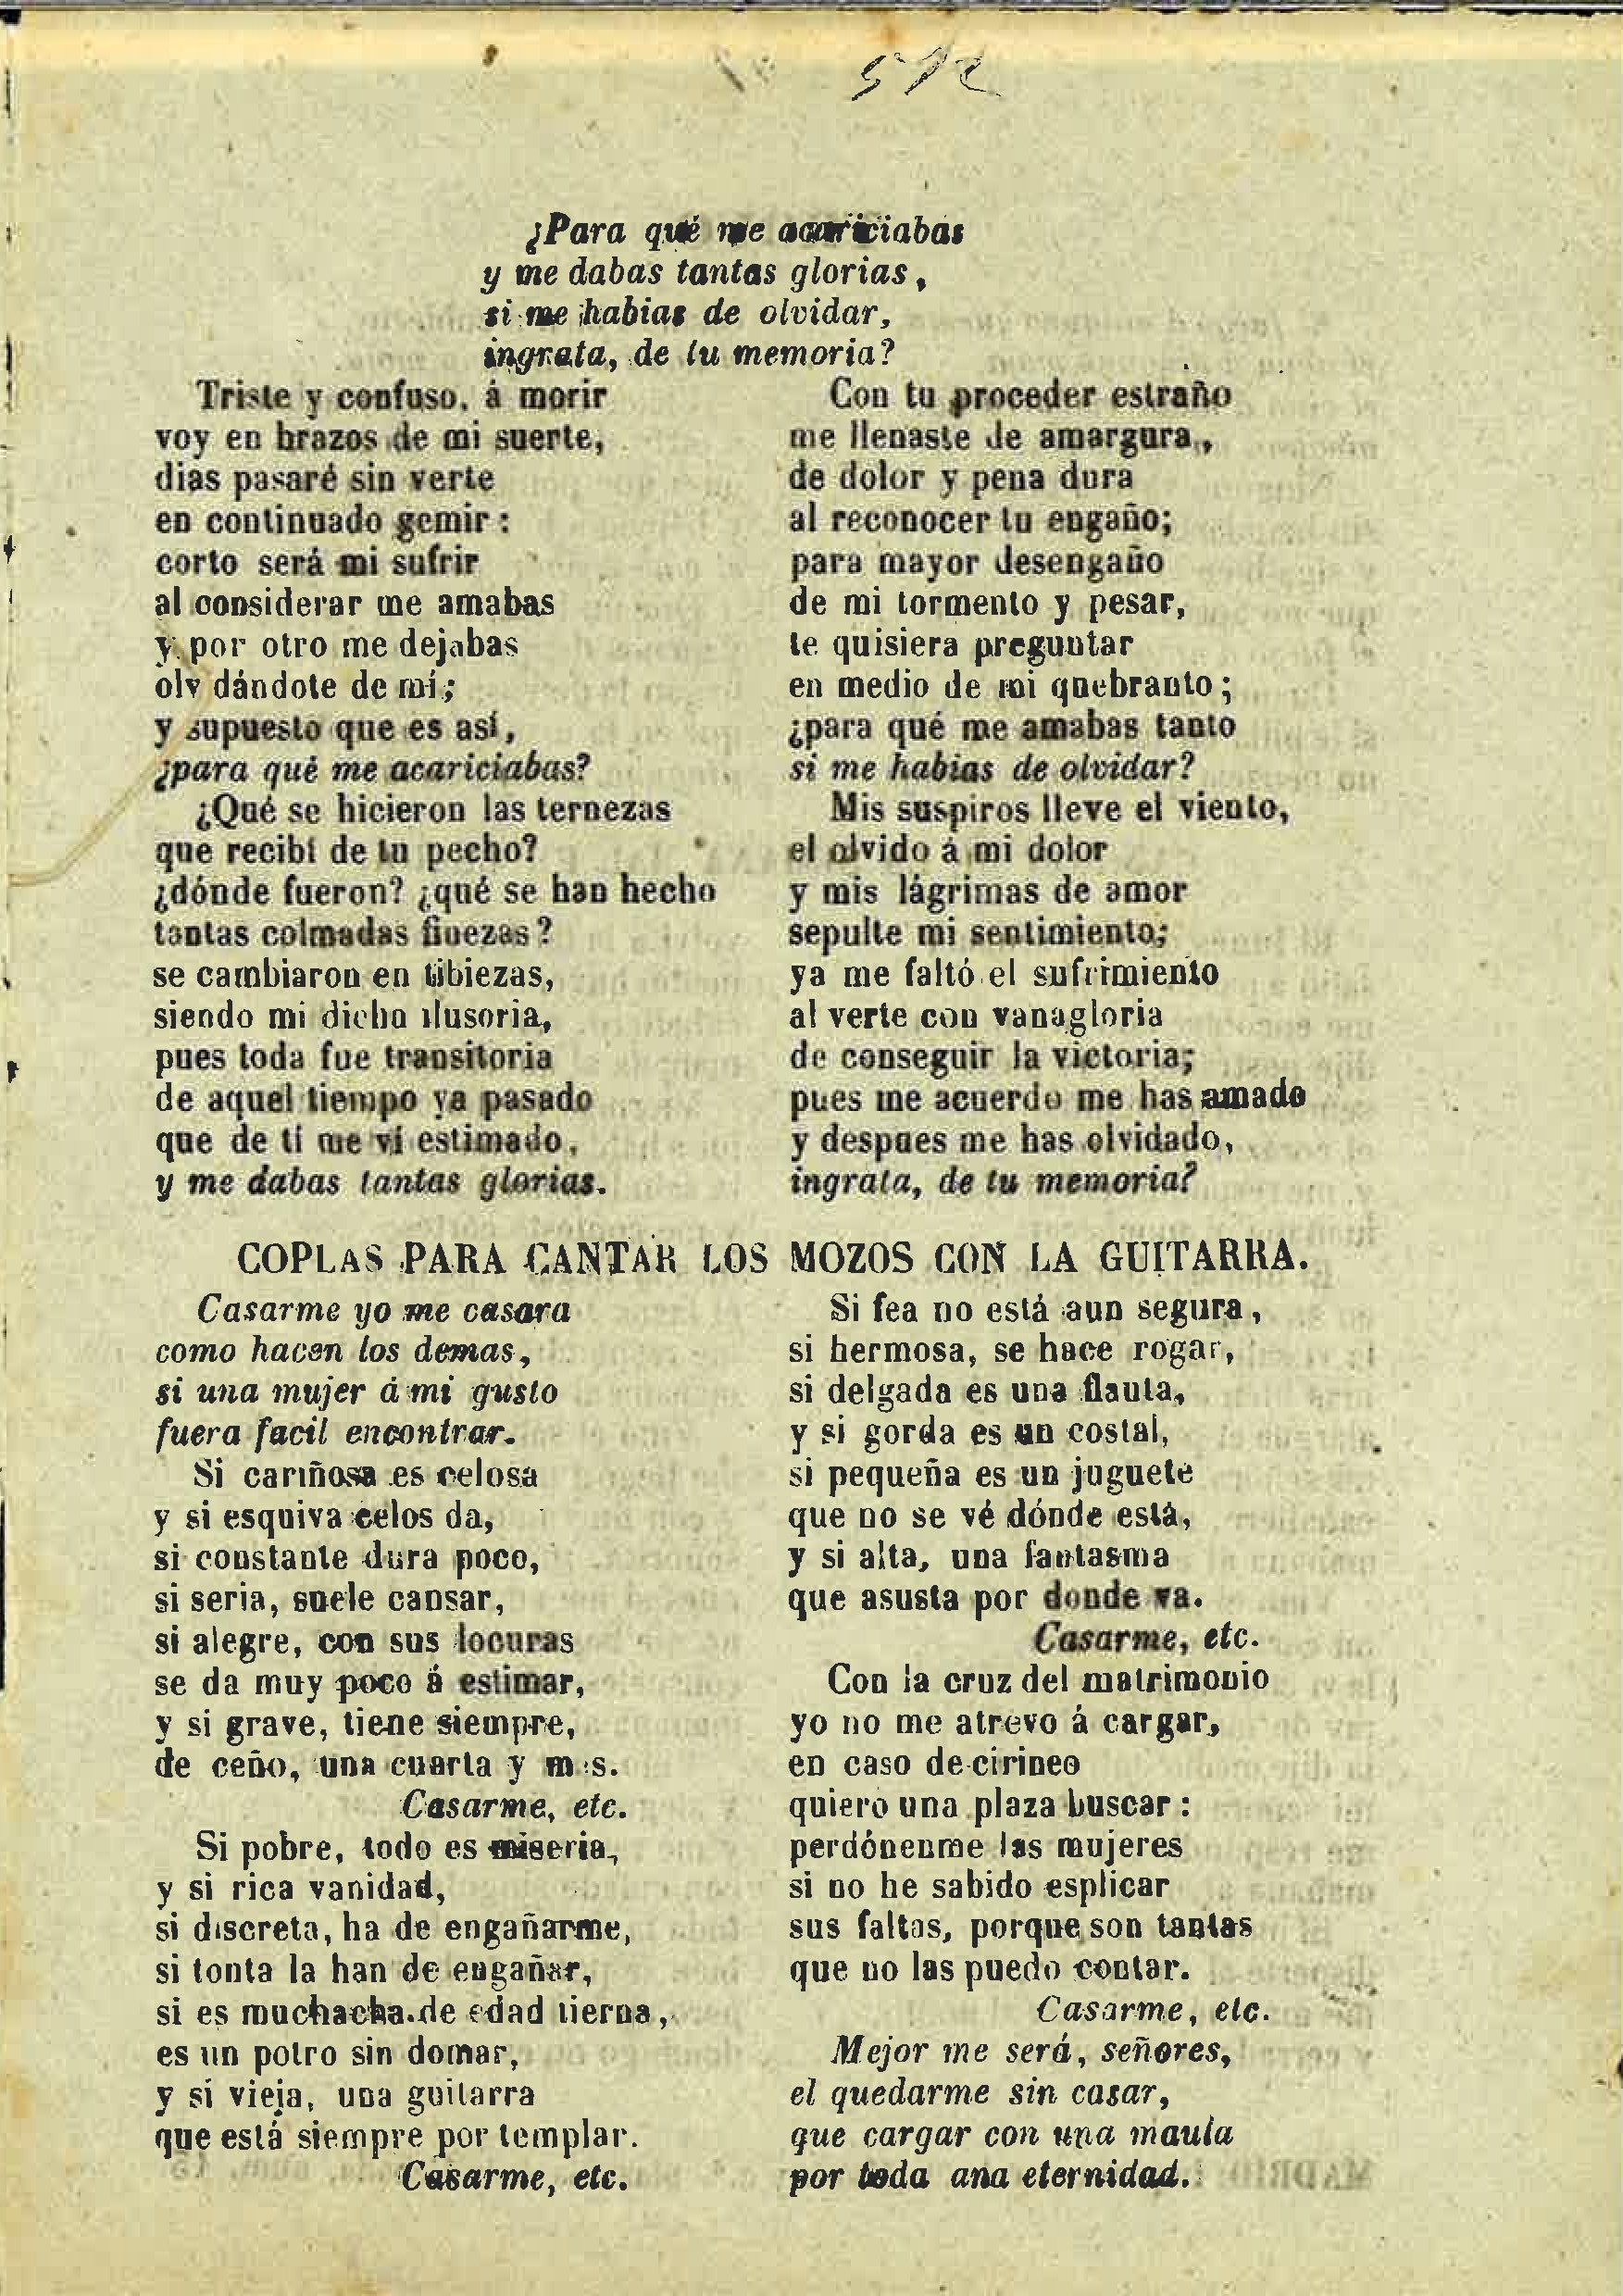 572
¿Para qué me acariciabas
y me dabas tantas glorias,
si me habias de olvidar,
ingrata, de tu memoria?
Triste y confuso, á morir
voy en brazos de mi suerte,
dias pasaré sin verte
en continuado gemir:
corto será mi sufrir
al considerar me amabas
y por otro me dejabas
olv dándote de mí;
y supuesto que es así,
¿para qué me acariciabas?
¿Qué se hicieron las ternezas
que recibí de tu pecho?
¿dónde fueron? ¿qué se han hecho
tantas colmadas finezas?
se cambiaron en tibiezas,
siendo mi dicha ilusoria,
pues toda fue transitoria
de aquel tiempo ya pasado
que de tí me ví estimado,
y me dabas tantas glorias.
Con tu proceder estraño
me llenaste de amargura,
de dolor y pena dura
al reconocer tu engaño;
para mayor desengaño
de mi tormento y pesar,
te quisiera preguntar
en medio de mi quebranto;
¿para qué me amabas tanto
si me habias de olvidar?
Mis suspiros lleve el viento,
el olvido á mi dolor
y mis lágrimas de amor
sepulte mi sentimiento;
ya me faltó el sufrimiento
al verte con vanagloria
de conseguir la victoria;
pues me acuerdo me has amado
y despues me has olvidado,
ingrata, de tu memoria?
COPLAS PARA CANTAR LOS MOZOS CON LA GUITARRA.
Casarme yo me casara
como hacen los demas,
si una mujer á mi gusto
fuera facil encontrar.
Si cariñosa es celosa
y si esquiva celos da,
si constante dura poco,
si seria, suele cansar,
si alegre, con sus locuras
se da muy poco á estimar,
y si grave, tiene siempre,
de ceño, una cuarta y m s.
Casarme, etc.
Si pobre, todo es miseria,
y si rica vanidad,
si discreta, ha de engañarme,
si tonta la han de engañar,
si es muchacha de edad tierna,
es un potro sin domar,
y si vieja, una guitarra
que está siempre por templar.
Casarme, etc.
Si fea no está aun segura,
si hermosa, se hace rogar,
si delgada es una flauta,
y si gorda es un costal,
si pequeña es un juguete
que no se vé dónde está,
y si alta, una fantasma
que asusta por donde va.
Casarme, etc.
Con la cruz del matrimonio
yo no me atrevo á cargar,
en caso de cirineo
quiero una plaza buscar:
perdónenme las mujeres
si no he sabido esplicar
sus faltas, porque son tantas
que no las puedo contar.
Casarme, etc.
Mejor me será, señores,
el quedarme sin casar,
que cargar con una maula
por toda ana eternidad.